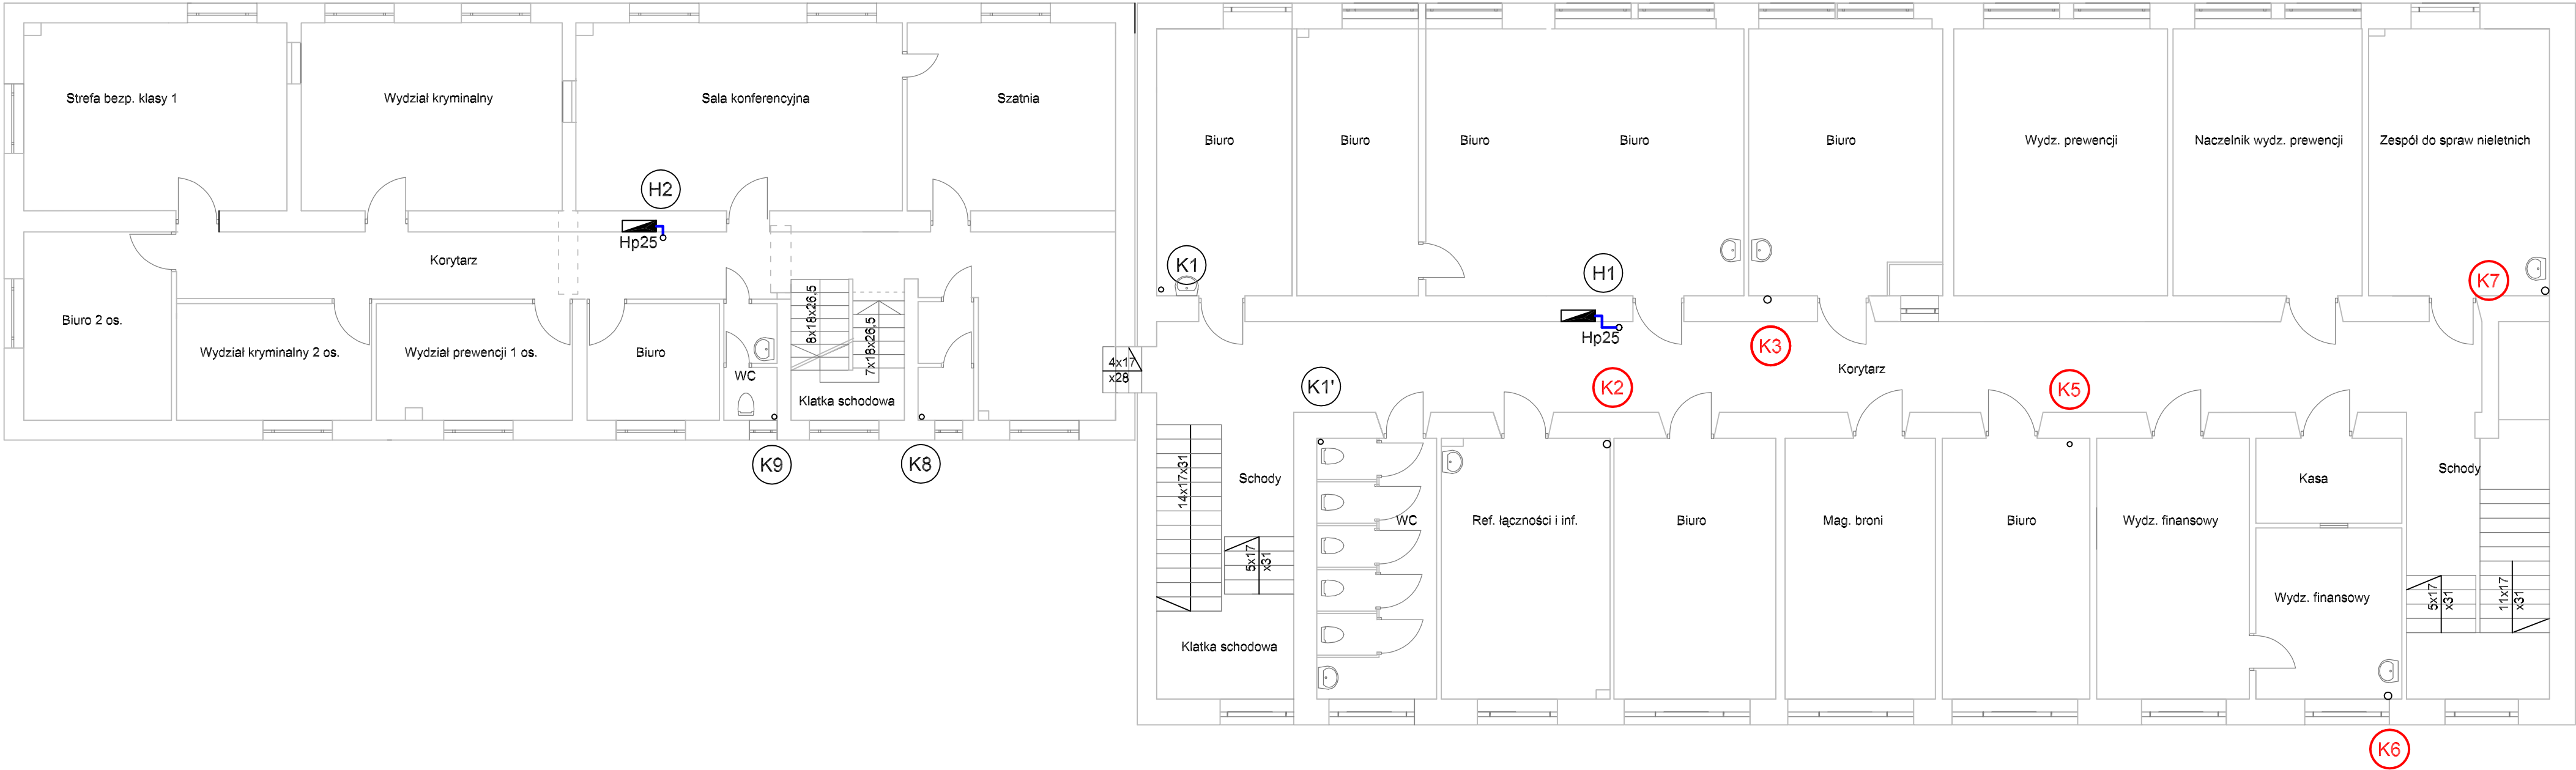 Strefa bezp. klasy 1
Wydział kryminalny
Sala konferencyjna
Szatnia
H2
Hp25
Korytarz
Biuro 2 os.
Wydział kryminalny 2 os.
Wydział prewencji 1 os.
Biuro
WC
8x18x26,5
7x18x26,5
Klatka schodowa
K9
K8
4x17
x28
Biuro
Biuro
Biuro
Biuro
Biuro
Wydz. prewencji
Naczelnik wydz. prewencji
Zespół do spraw nieletnich
K1
H1
Hp25
K3
K7
Korytarz
K1'
K2
K5
14x17x31
Schody
5x17
x31
Klatka schodowa
WC
Ref. łączności i inf.
Biuro
Mag. broni
Biuro
Wydz. finansowy
Kasa
Wydz. finansowy
Schody
5x17
x31
11x17
x31
K6